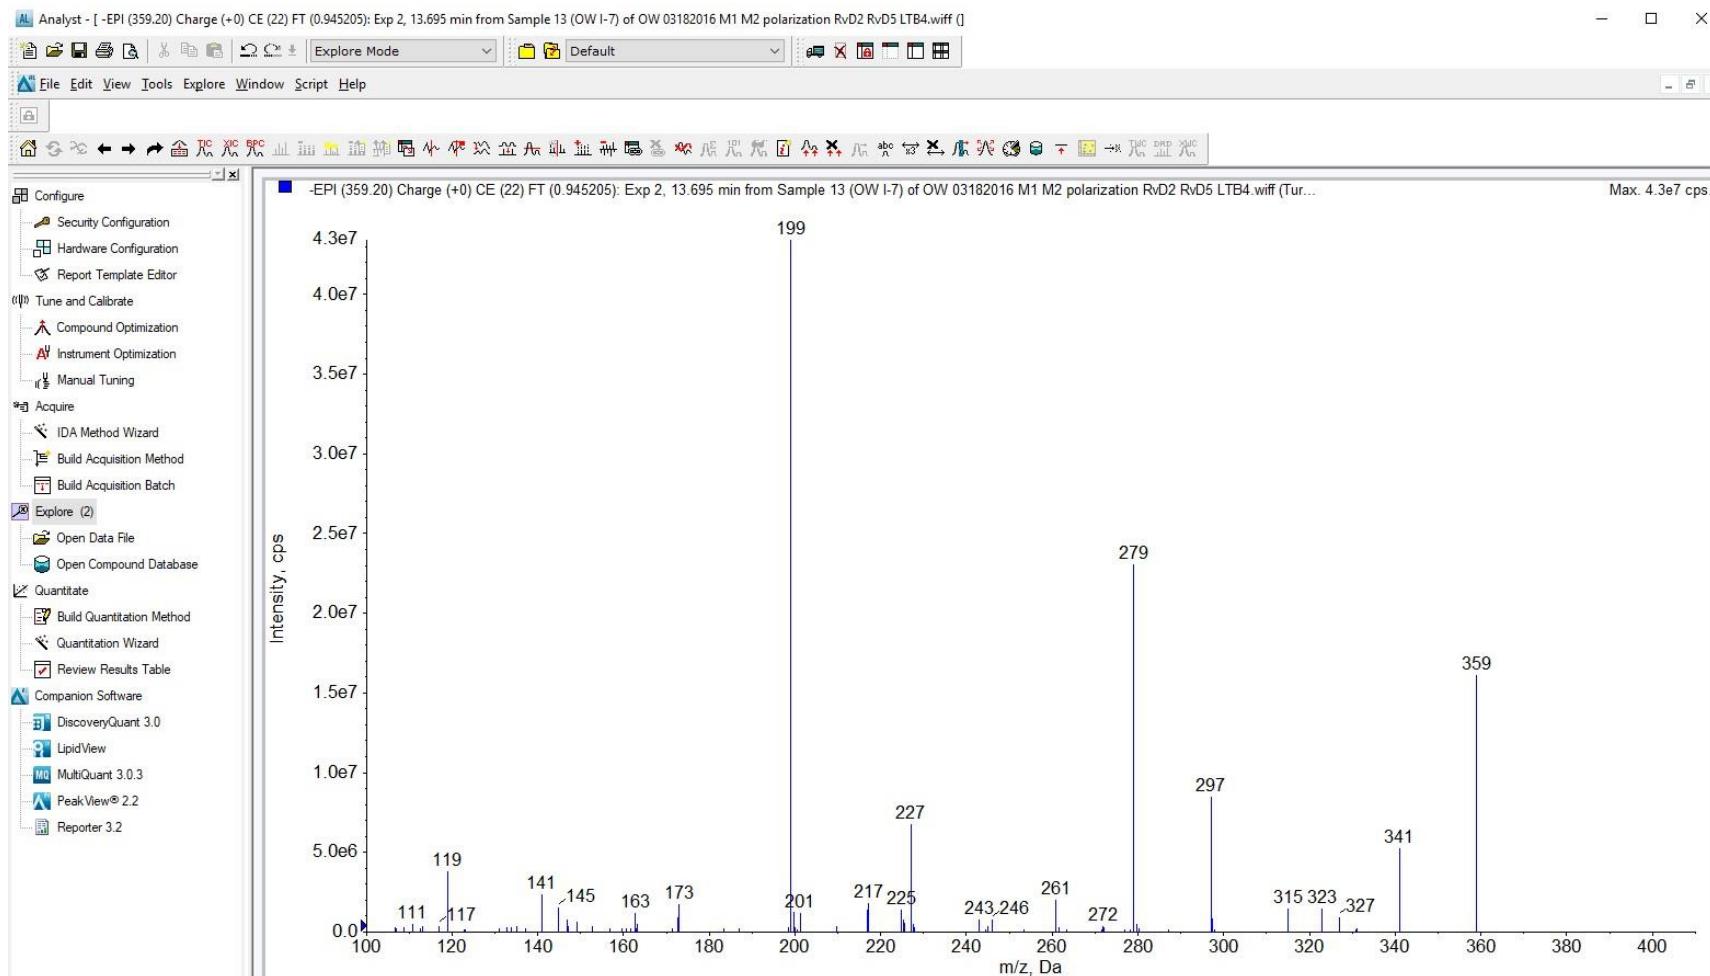 Analyst - [ -EPI (359.20) Charge (+0) CE (22) FT (0.945205): Exp 2, 13.695 min from Sample 13 (OW I-7) of OW 03182016 M1 M2 polarization RvD2 RvD5 LTB4.wiff (]
Explore Mode
Default
File Edit View Tools Explore Window Script Help
Configure
Security Configuration
Hardware Configuration
Report Template Editor
Tune and Calibrate
Compound Optimization
Instrument Optimization
Manual Tuning
Acquire
IDA Method Wizard
Build Acquisition Method
Build Acquisition Batch
Explore (2)
Open Data File
Open Compound Database
Quantitate
Build Quantitation Method
Quantitation Wizard
Review Results Table
Companion Software
DiscoveryQuant 3.0
LipidView
MultiQuant 3.0.3
PeakView® 2.2
Reporter 3.2
-EPI (359.20) Charge (+0) CE (22) FT (0.945205): Exp 2, 13.695 min from Sample 13 (OW I-7) of OW 03182016 M1 M2 polarization RvD2 RvD5 LTB4.wiff (Tur...
Max. 4.3e7 cps.
Intensity, cps
4.3e7
4.0e7
3.5e7
3.0e7
2.5e7
2.0e7
1.5e7
1.0e7
5.0e6
0.0
199
279
359
297
227
341
119
141
145
111
117
163
173
201
217
225
243
246
261
272
315
323
327
100 120 140 160 180 200 220 240 260 280 300 320 340 360 380 400
m/z, Da